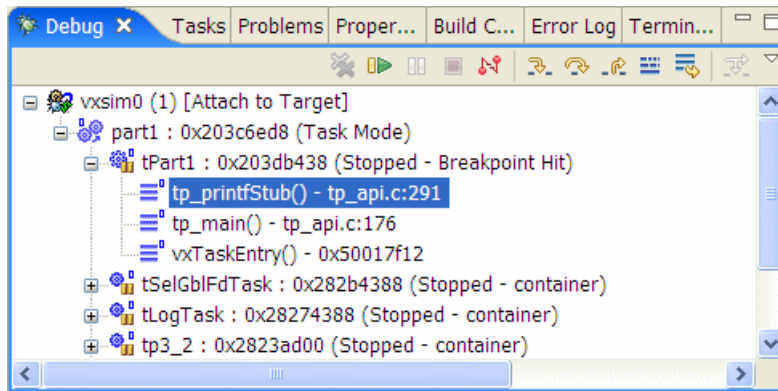 Debug Tasks Problems Proper... Build C... Error Log Termin...
vxsim0 (1) [Attach to Target]
part1 : 0x203c6ed8 (Task Mode)
tPart1 : 0x203db438 (Stopped - Breakpoint Hit)
tp_printfStub() - tp_api.c:291
tp_main() - tp_api.c:176
vxTaskEntry() - 0x50017f12
tSelGblFdTask : 0x282b4388 (Stopped - container)
tLogTask : 0x28274388 (Stopped - container)
tp3_2 : 0x2823ad00 (Stopped - container)